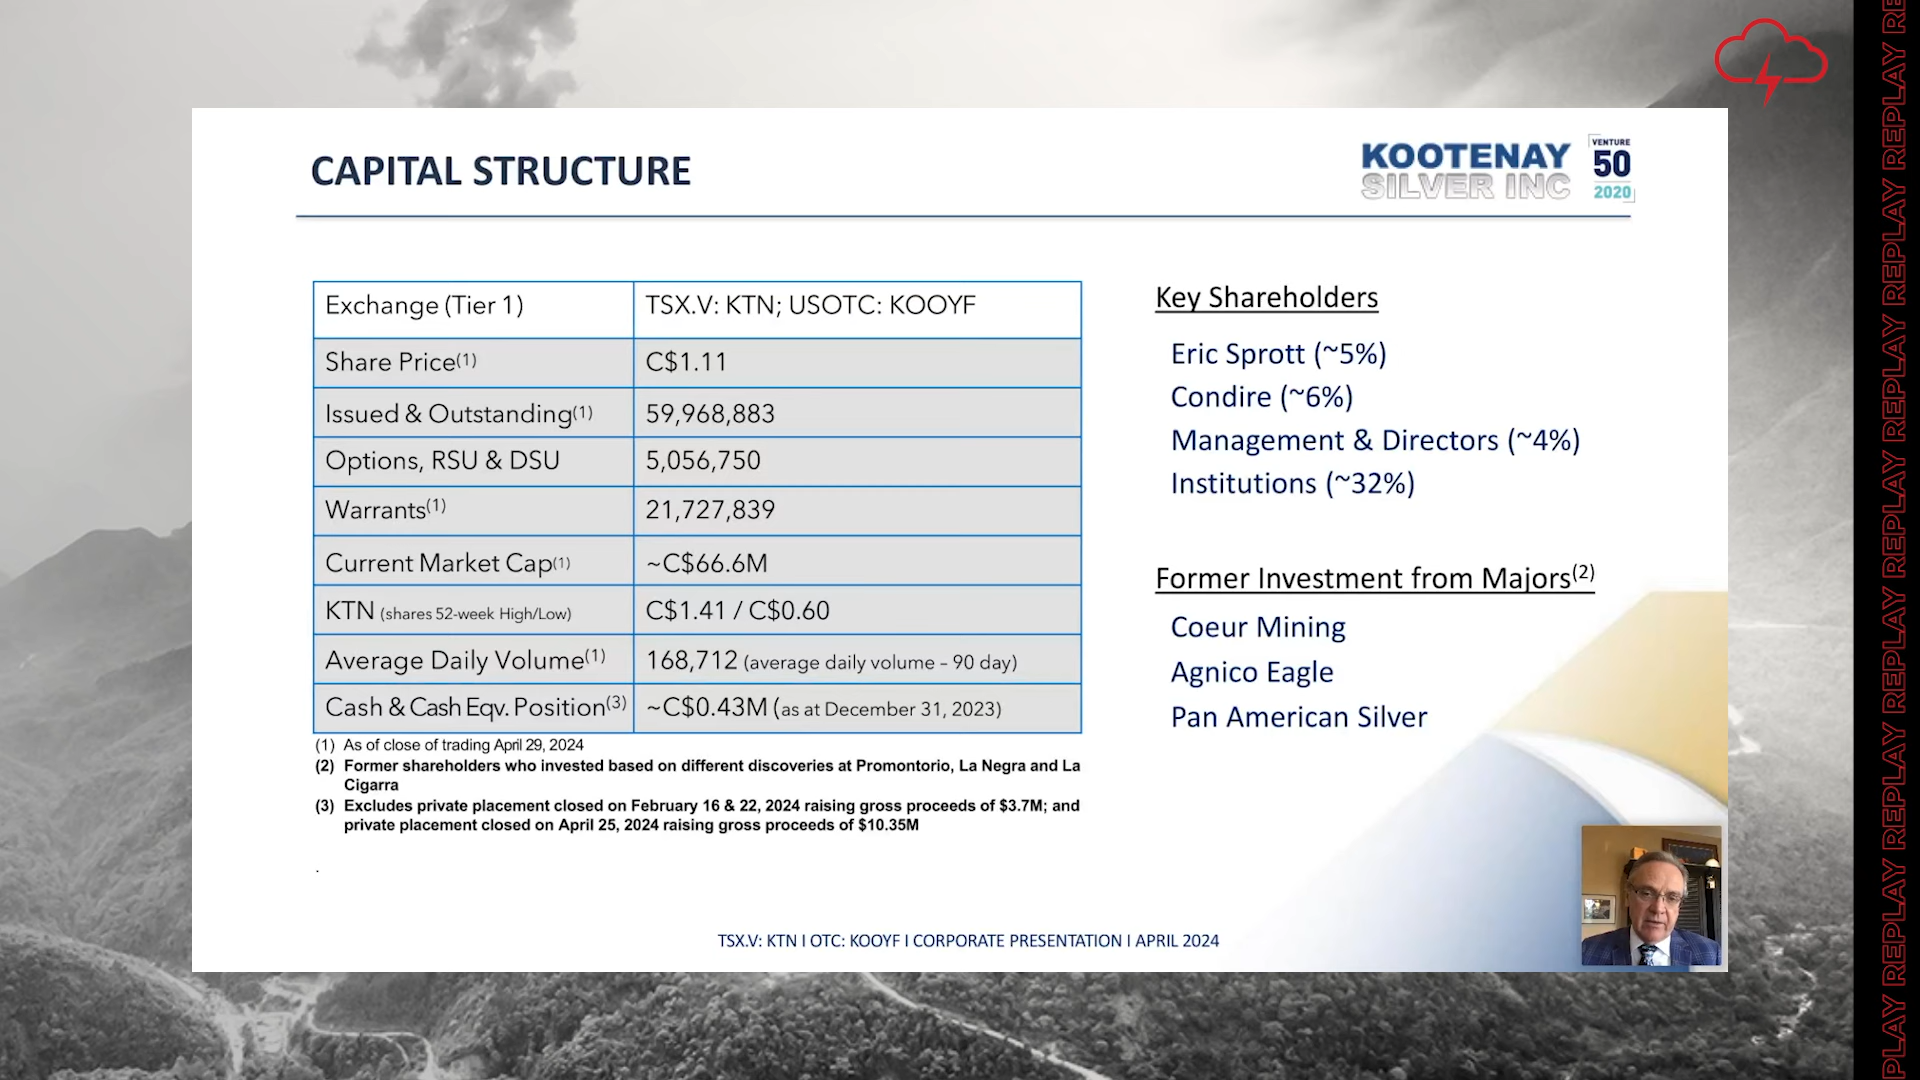 CAPITAL STRUCTURE
KOOTENAY
SILVER INC
VENTURE
50
2020
Exchange (Tier 1) TSX.V: KTN; USOTC: KOOYF
Share Price(1) C$1.11
Issued & Outstanding(1) 59,968,883
Options, RSU & DSU 5,056,750
Warrants(1) 21,727,839
Current Market Cap(1) ~C$66.6M
KTN (shares 52-week High/Low) C$1.41 / C$0.60
Average Daily Volume(1) 168,712 (average daily volume – 90 day)
Cash & Cash Eqv. Position(3) ~C$0.43M (as at December 31, 2023)
(1) As of close of trading April 29, 2024
(2) Former shareholders who invested based on different discoveries at Promontorio, La Negra and La
Cigarra
(3) Excludes private placement closed on February 16 & 22, 2024 raising gross proceeds of $3.7M; and
private placement closed on April 25, 2024 raising gross proceeds of $10.35M
.
Key Shareholders
Eric Sprott (~5%)
Condire (~6%)
Management & Directors (~4%)
Institutions (~32%)
Former Investment from Majors(2)
Coeur Mining
Agnico Eagle
Pan American Silver
TSX.V: KTN I OTC: KOOYF I CORPORATE PRESENTATION I APRIL 2024
PLAY REPLAY REPLAY REPLAY REPLAY REPLAY REPLAY REPLAY REPLAY RE